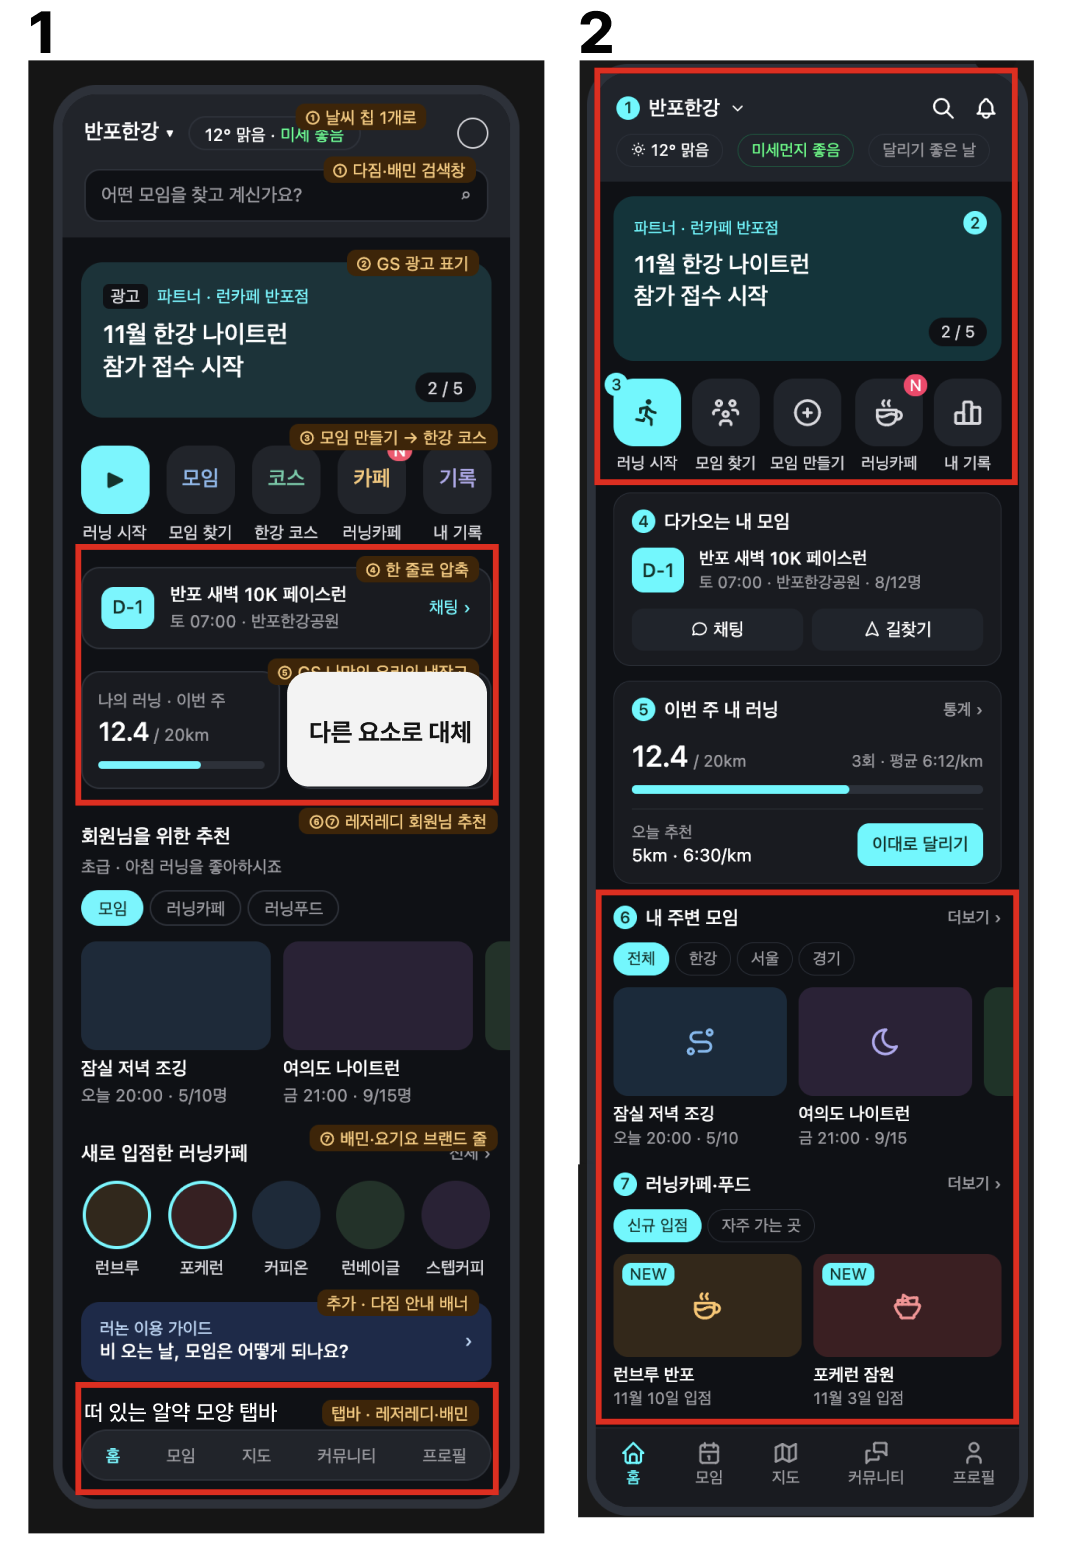 1
반포한강
12° 맑음 · 미세 좋음
① 날씨 칩 1개로
① 다짐·배민 검색창
어떤 모임을 찾고 계신가요?
② GS 광고 표기
광고 파트너 · 런카페 반포점
11월 한강 나이트런
참가 접수 시작
2 / 5
③ 모임 만들기 → 한강 코스
모임 코스 카페 기록
N
러닝 시작 모임 찾기 한강 코스 러닝카페 내 기록
④ 한 줄로 압축
D-1
반포 새벽 10K 페이스런
토 07:00 · 반포한강공원
채팅 ›
⑤ GS 나만의 우리의 냉장고
나의 러닝 · 이번 주
12.4 / 20km
다른 요소로 대체
⑥⑦ 레저레디 회원님 추천
회원님을 위한 추천
초급 · 아침 러닝을 좋아하시죠
모임 러닝카페 러닝푸드
잠실 저녁 조깅
오늘 20:00 · 5/10명
여의도 나이트런
금 21:00 · 9/15명
⑦ 배민·요기요 브랜드 줄
새로 입점한 러닝카페
전체 ›
런브루 포케런 커피온 런베이글 스텝커피
추가 · 다짐 안내 배너
러논 이용 가이드
비 오는 날, 모임은 어떻게 되나요?
›
떠 있는 알약 모양 탭바
탭바 · 레저레디·배민
홈 모임 지도 커뮤니티 프로필
2
1 반포한강
12° 맑음 미세먼지 좋음 달리기 좋은 날
파트너 · 런카페 반포점
2
11월 한강 나이트런
참가 접수 시작
2 / 5
3
N
러닝 시작 모임 찾기 모임 만들기 러닝카페 내 기록
4 다가오는 내 모임
D-1
반포 새벽 10K 페이스런
토 07:00 · 반포한강공원 · 8/12명
채팅 길찾기
5 이번 주 내 러닝
통계 ›
12.4 / 20km
3회 · 평균 6:12/km
오늘 추천
5km · 6:30/km
이대로 달리기
6 내 주변 모임
더보기 ›
전체 한강 서울 경기
잠실 저녁 조깅
오늘 20:00 · 5/10
여의도 나이트런
금 21:00 · 9/15
7 러닝카페·푸드
더보기 ›
신규 입점 자주 가는 곳
NEW NEW
런브루 반포
11월 10일 입점
포케런 잠원
11월 3일 입점
홈 모임 지도 커뮤니티 프로필